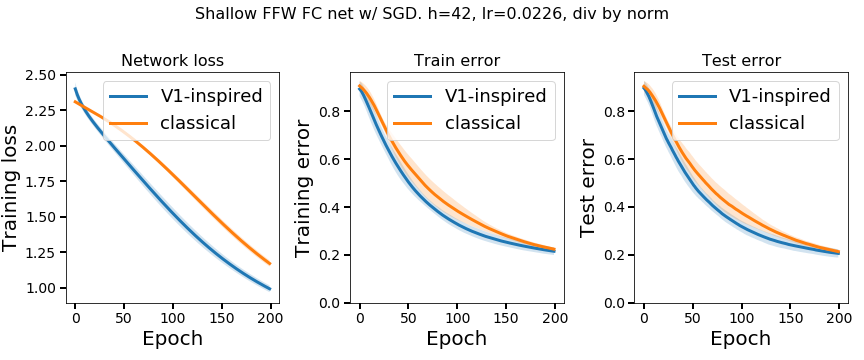 Shallow FFW FC net w/ SGD. h=42, lr=0.0226, div by norm
Network loss
Training loss
2.50
2.25
2.00
1.75
1.50
1.25
1.00
V1-inspired
classical
0
50
100
150
200
Epoch
Train error
Training error
0.8
0.6
0.4
0.2
0.0
V1-inspired
classical
0
50
100
150
200
Epoch
Test error
Test error
0.8
0.6
0.4
0.2
0.0
V1-inspired
classical
0
50
100
150
200
Epoch